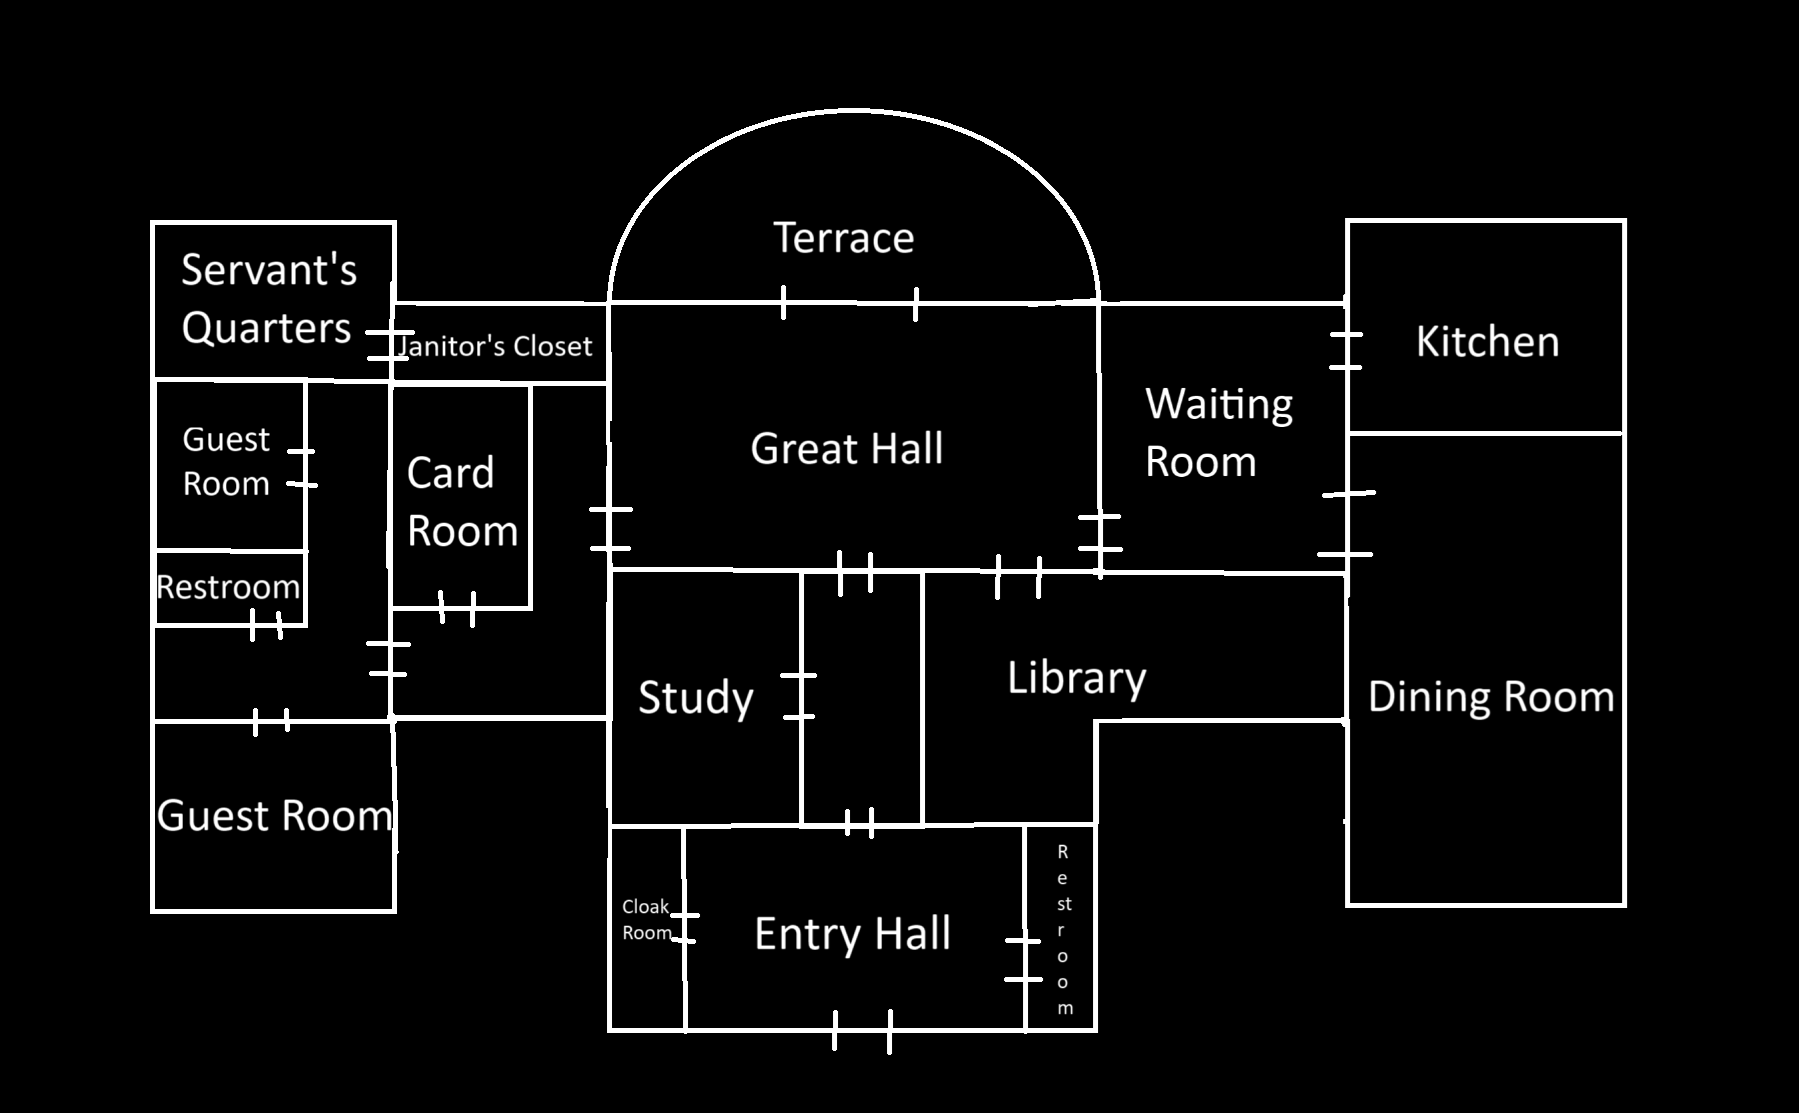 Terrace
Servant's
Quarters
Janitor's Closet
Kitchen
Guest
Room
Card
Room
Great Hall
Waiting
Room
Restroom
Study
Library
Dining Room
Guest Room
Cloak
Room
Entry Hall
R
e
st
r
o
o
m